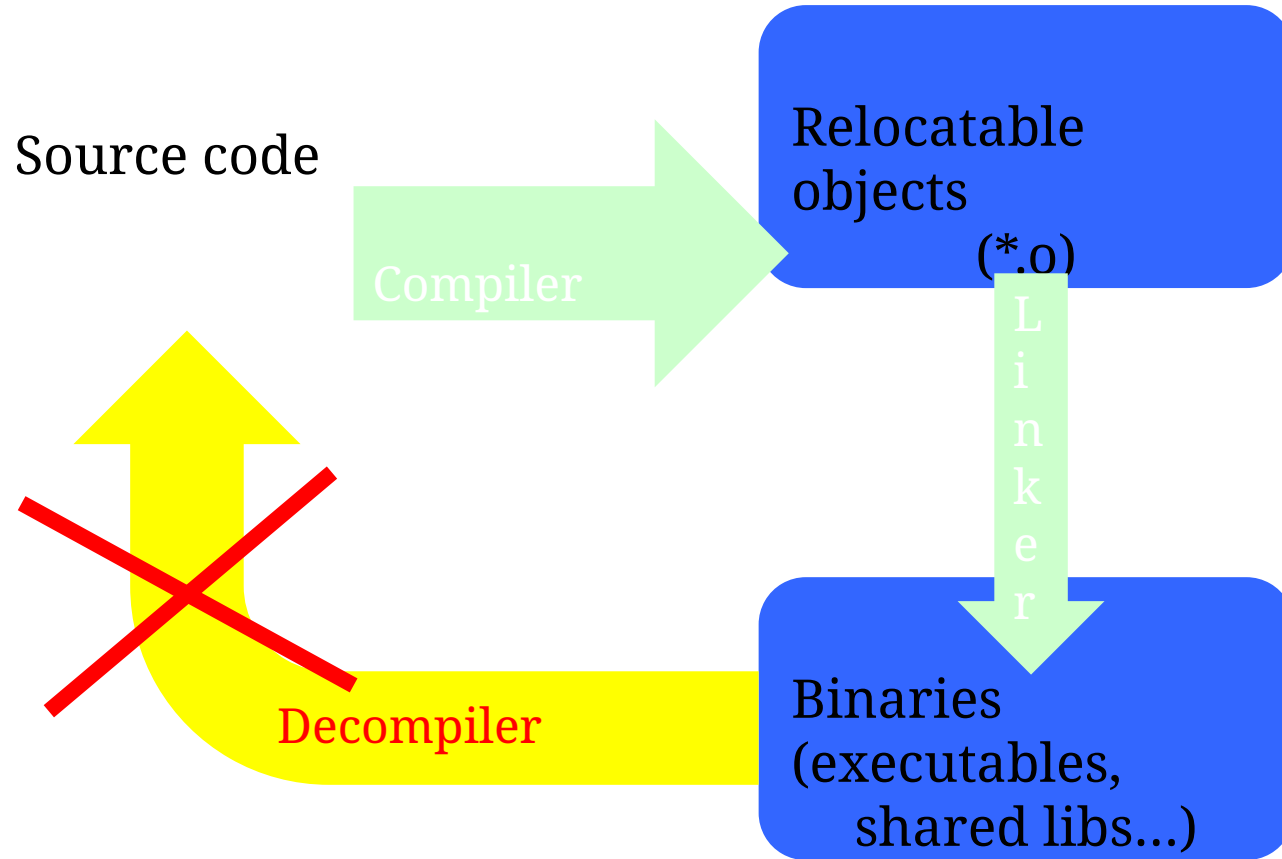 Source code
Compiler
Relocatable
objects
(*.o)
L
i
n
k
e
r
Binaries
(executables,
shared libs...)
Decompiler